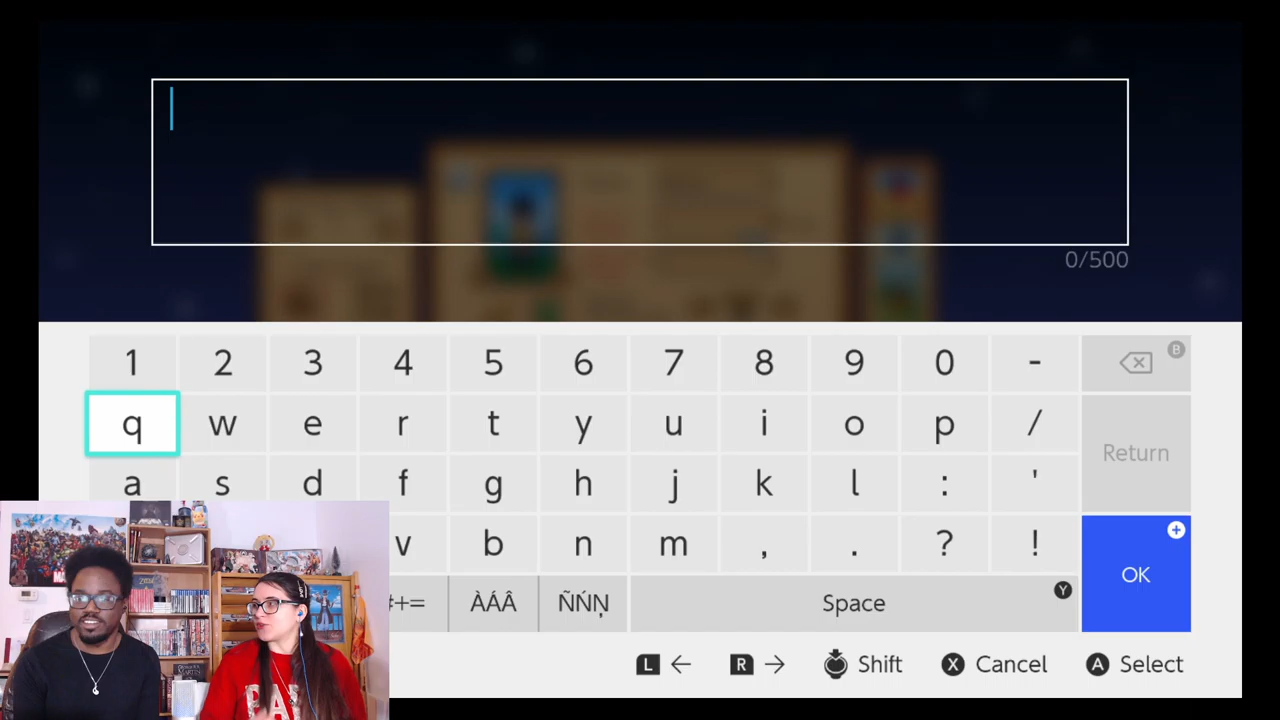 0/500
1 2 3 4 5 6 7 8 9 0 -
B
q w e r t y u i o p /
Return
a s d f g h j k l : '
v b n m , . ? ! +
OK
#+= ÀÁÂ ÑŃŅ Space Y
L ← R → Shift X Cancel A Select